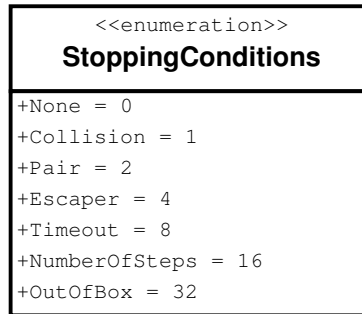 <<enumeration>>
StoppingConditions
+None = 0
+Collision = 1
+Pair = 2
+Escaper = 4
+Timeout = 8
+NumberOfSteps = 16
+OutOfBox = 32